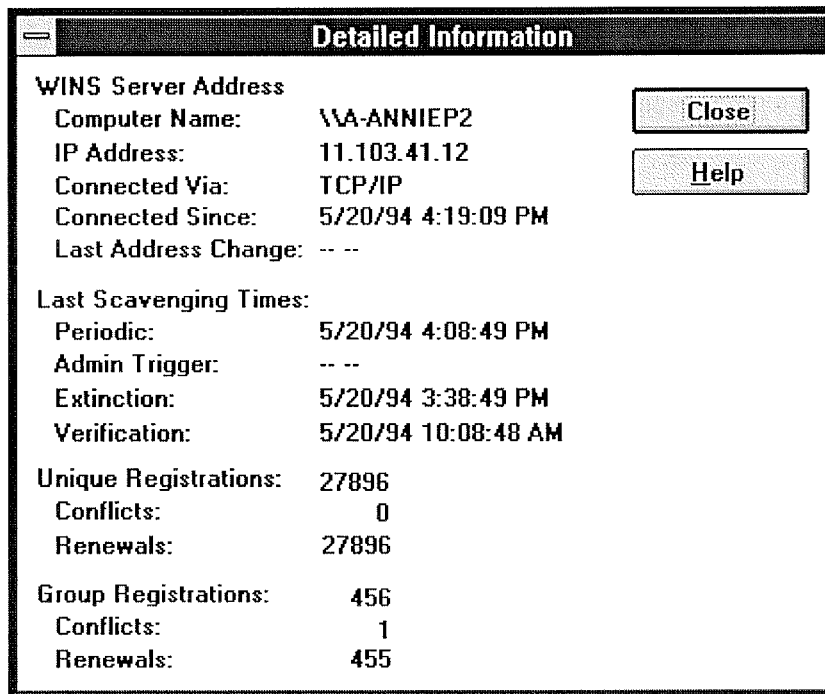 Detailed Information
WINS Server Address
Computer Name: \\A-ANNIEP2
IP Address: 11.103.41.12
Connected Via: TCP/IP
Connected Since: 5/20/94 4:19:09 PM
Last Address Change: -- --
Close
Help
Last Scavenging Times:
Periodic: 5/20/94 4:08:49 PM
Admin Trigger: -- --
Extinction: 5/20/94 3:38:49 PM
Verification: 5/20/94 10:08:48 AM
Unique Registrations: 27896
Conflicts: 0
Renewals: 27896
Group Registrations: 456
Conflicts: 1
Renewals: 455